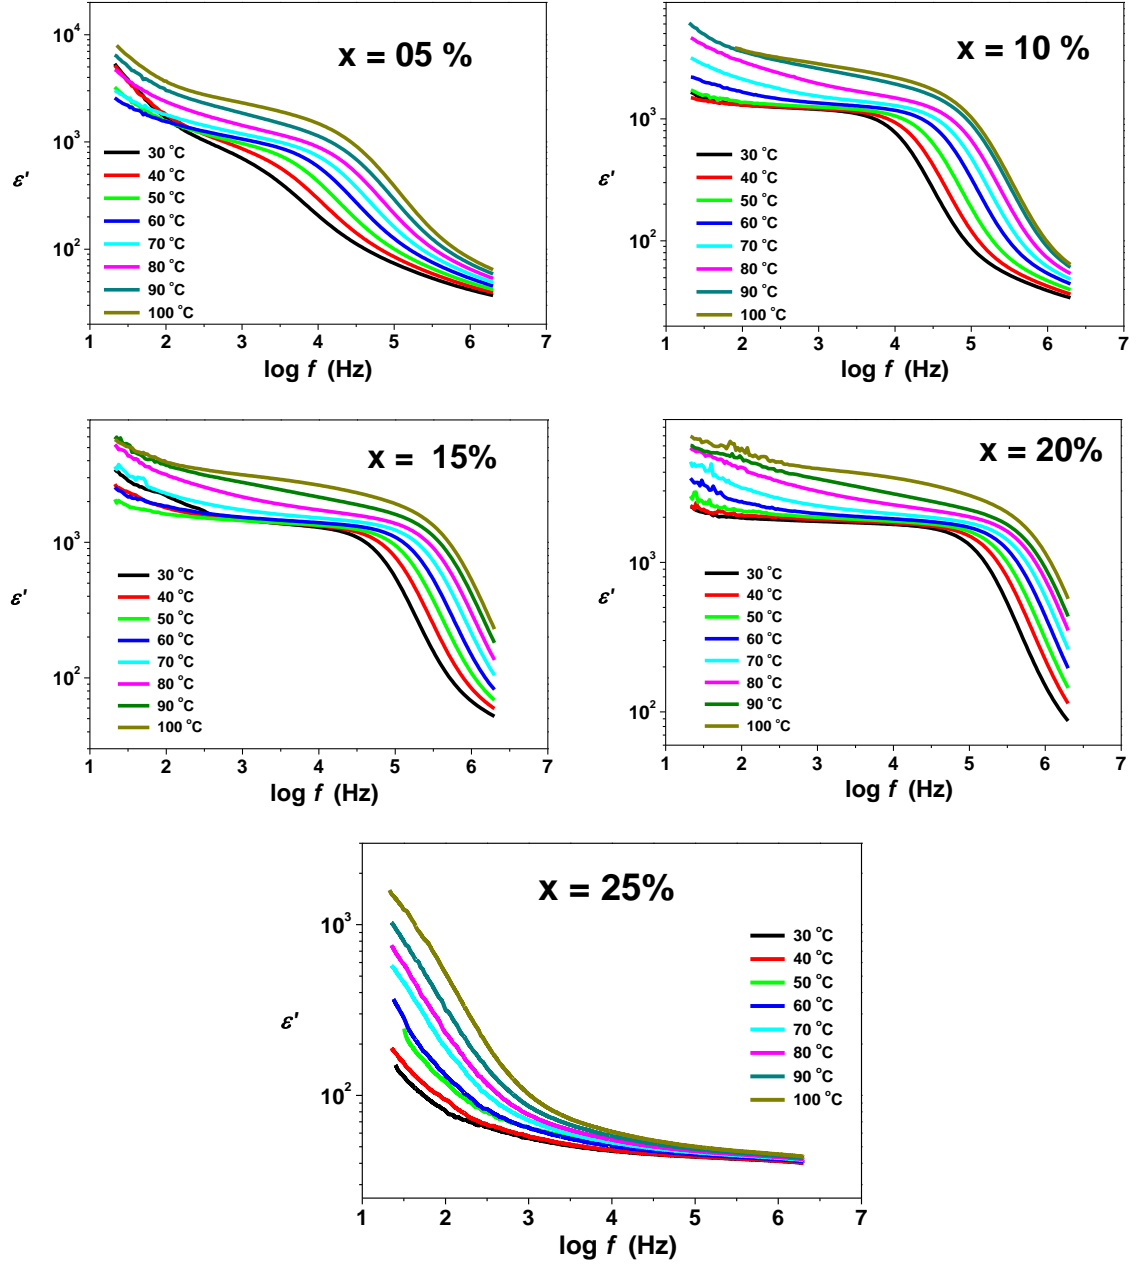 x = 05 %
10⁴
10³
10²
ε'
30 °C
40 °C
50 °C
60 °C
70 °C
80 °C
90 °C
100 °C
1 2 3 4 5 6 7
log f (Hz)
x = 10 %
10³
10²
ε'
30 °C
40 °C
50 °C
60 °C
70 °C
80 °C
90 °C
100 °C
1 2 3 4 5 6 7
log f (Hz)
x = 15%
10³
10²
ε'
30 °C
40 °C
50 °C
60 °C
70 °C
80 °C
90 °C
100 °C
1 2 3 4 5 6 7
log f (Hz)
x = 20%
10³
10²
ε'
30 °C
40 °C
50 °C
60 °C
70 °C
80 °C
90 °C
100 °C
1 2 3 4 5 6 7
log f (Hz)
x = 25%
10³
10²
ε'
30 °C
40 °C
50 °C
60 °C
70 °C
80 °C
90 °C
100 °C
1 2 3 4 5 6 7
log f (Hz)